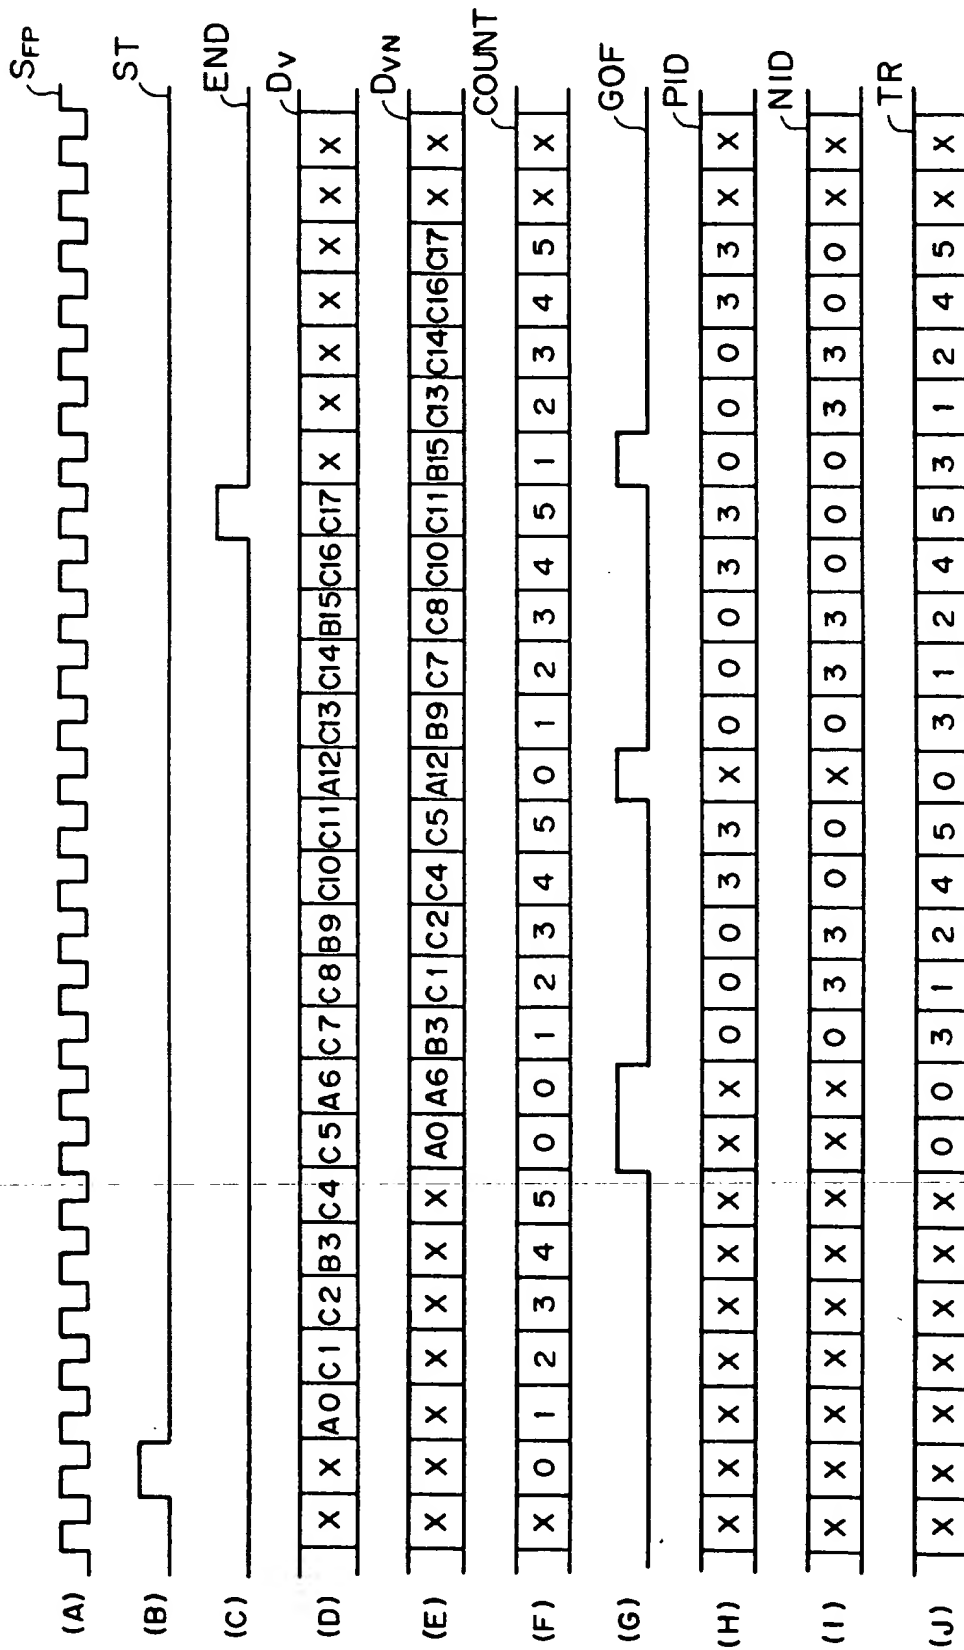 (A) SFP
(B) ST
(C) END
(D) X X A0 C1 C2 B3 C4 C5 A6 C7 C8 B9 C10 C11 A12 C13 C14 B15 C16 C17 X X X X X X X DV
(E) X X X X X X X A0 A6 B3 C1 C2 C4 C5 A12 B9 C7 C8 C10 C11 B15 C13 C14 C16 C17 X X DVN
(F) X 0 1 2 3 4 5 0 0 1 2 3 4 5 0 1 2 3 4 5 1 2 3 4 5 X X COUNT
(G) GOF
(H) X X X X X X X X X 0 0 0 3 3 X 0 0 0 3 3 0 0 0 3 3 X X PID
(I) X X X X X X X X X 0 3 3 0 0 X 0 3 3 0 0 0 3 3 0 0 X X NID
(J) X X X X X X X 0 0 3 1 2 4 5 0 3 1 2 4 5 3 1 2 4 5 X X TR